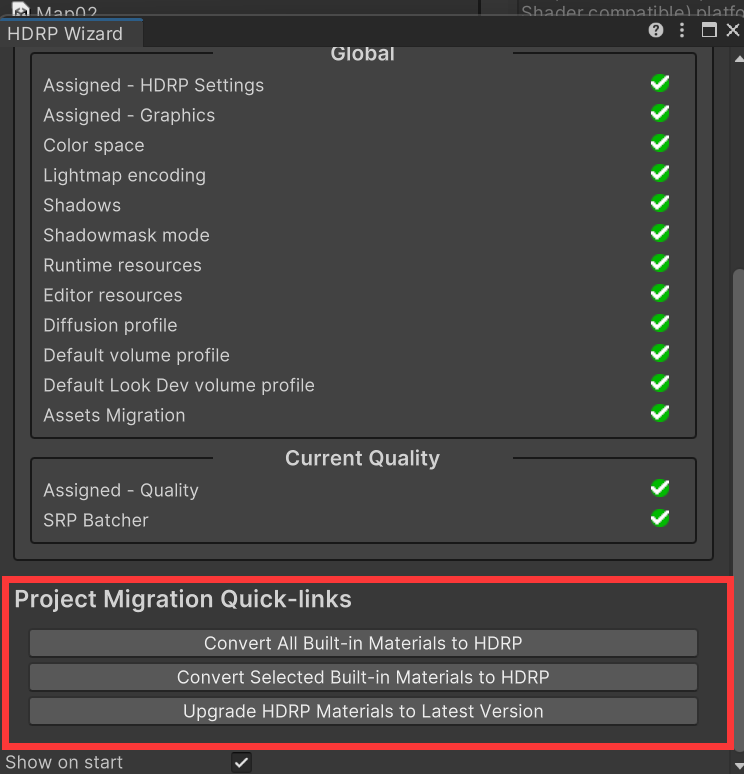 Map02
Shader compatible) platfo
HDRP Wizard
Global
Assigned - HDRP Settings
Assigned - Graphics
Color space
Lightmap encoding
Shadows
Shadowmask mode
Runtime resources
Editor resources
Diffusion profile
Default volume profile
Default Look Dev volume profile
Assets Migration
Current Quality
Assigned - Quality
SRP Batcher
Project Migration Quick-links
Convert All Built-in Materials to HDRP
Convert Selected Built-in Materials to HDRP
Upgrade HDRP Materials to Latest Version
Show on start